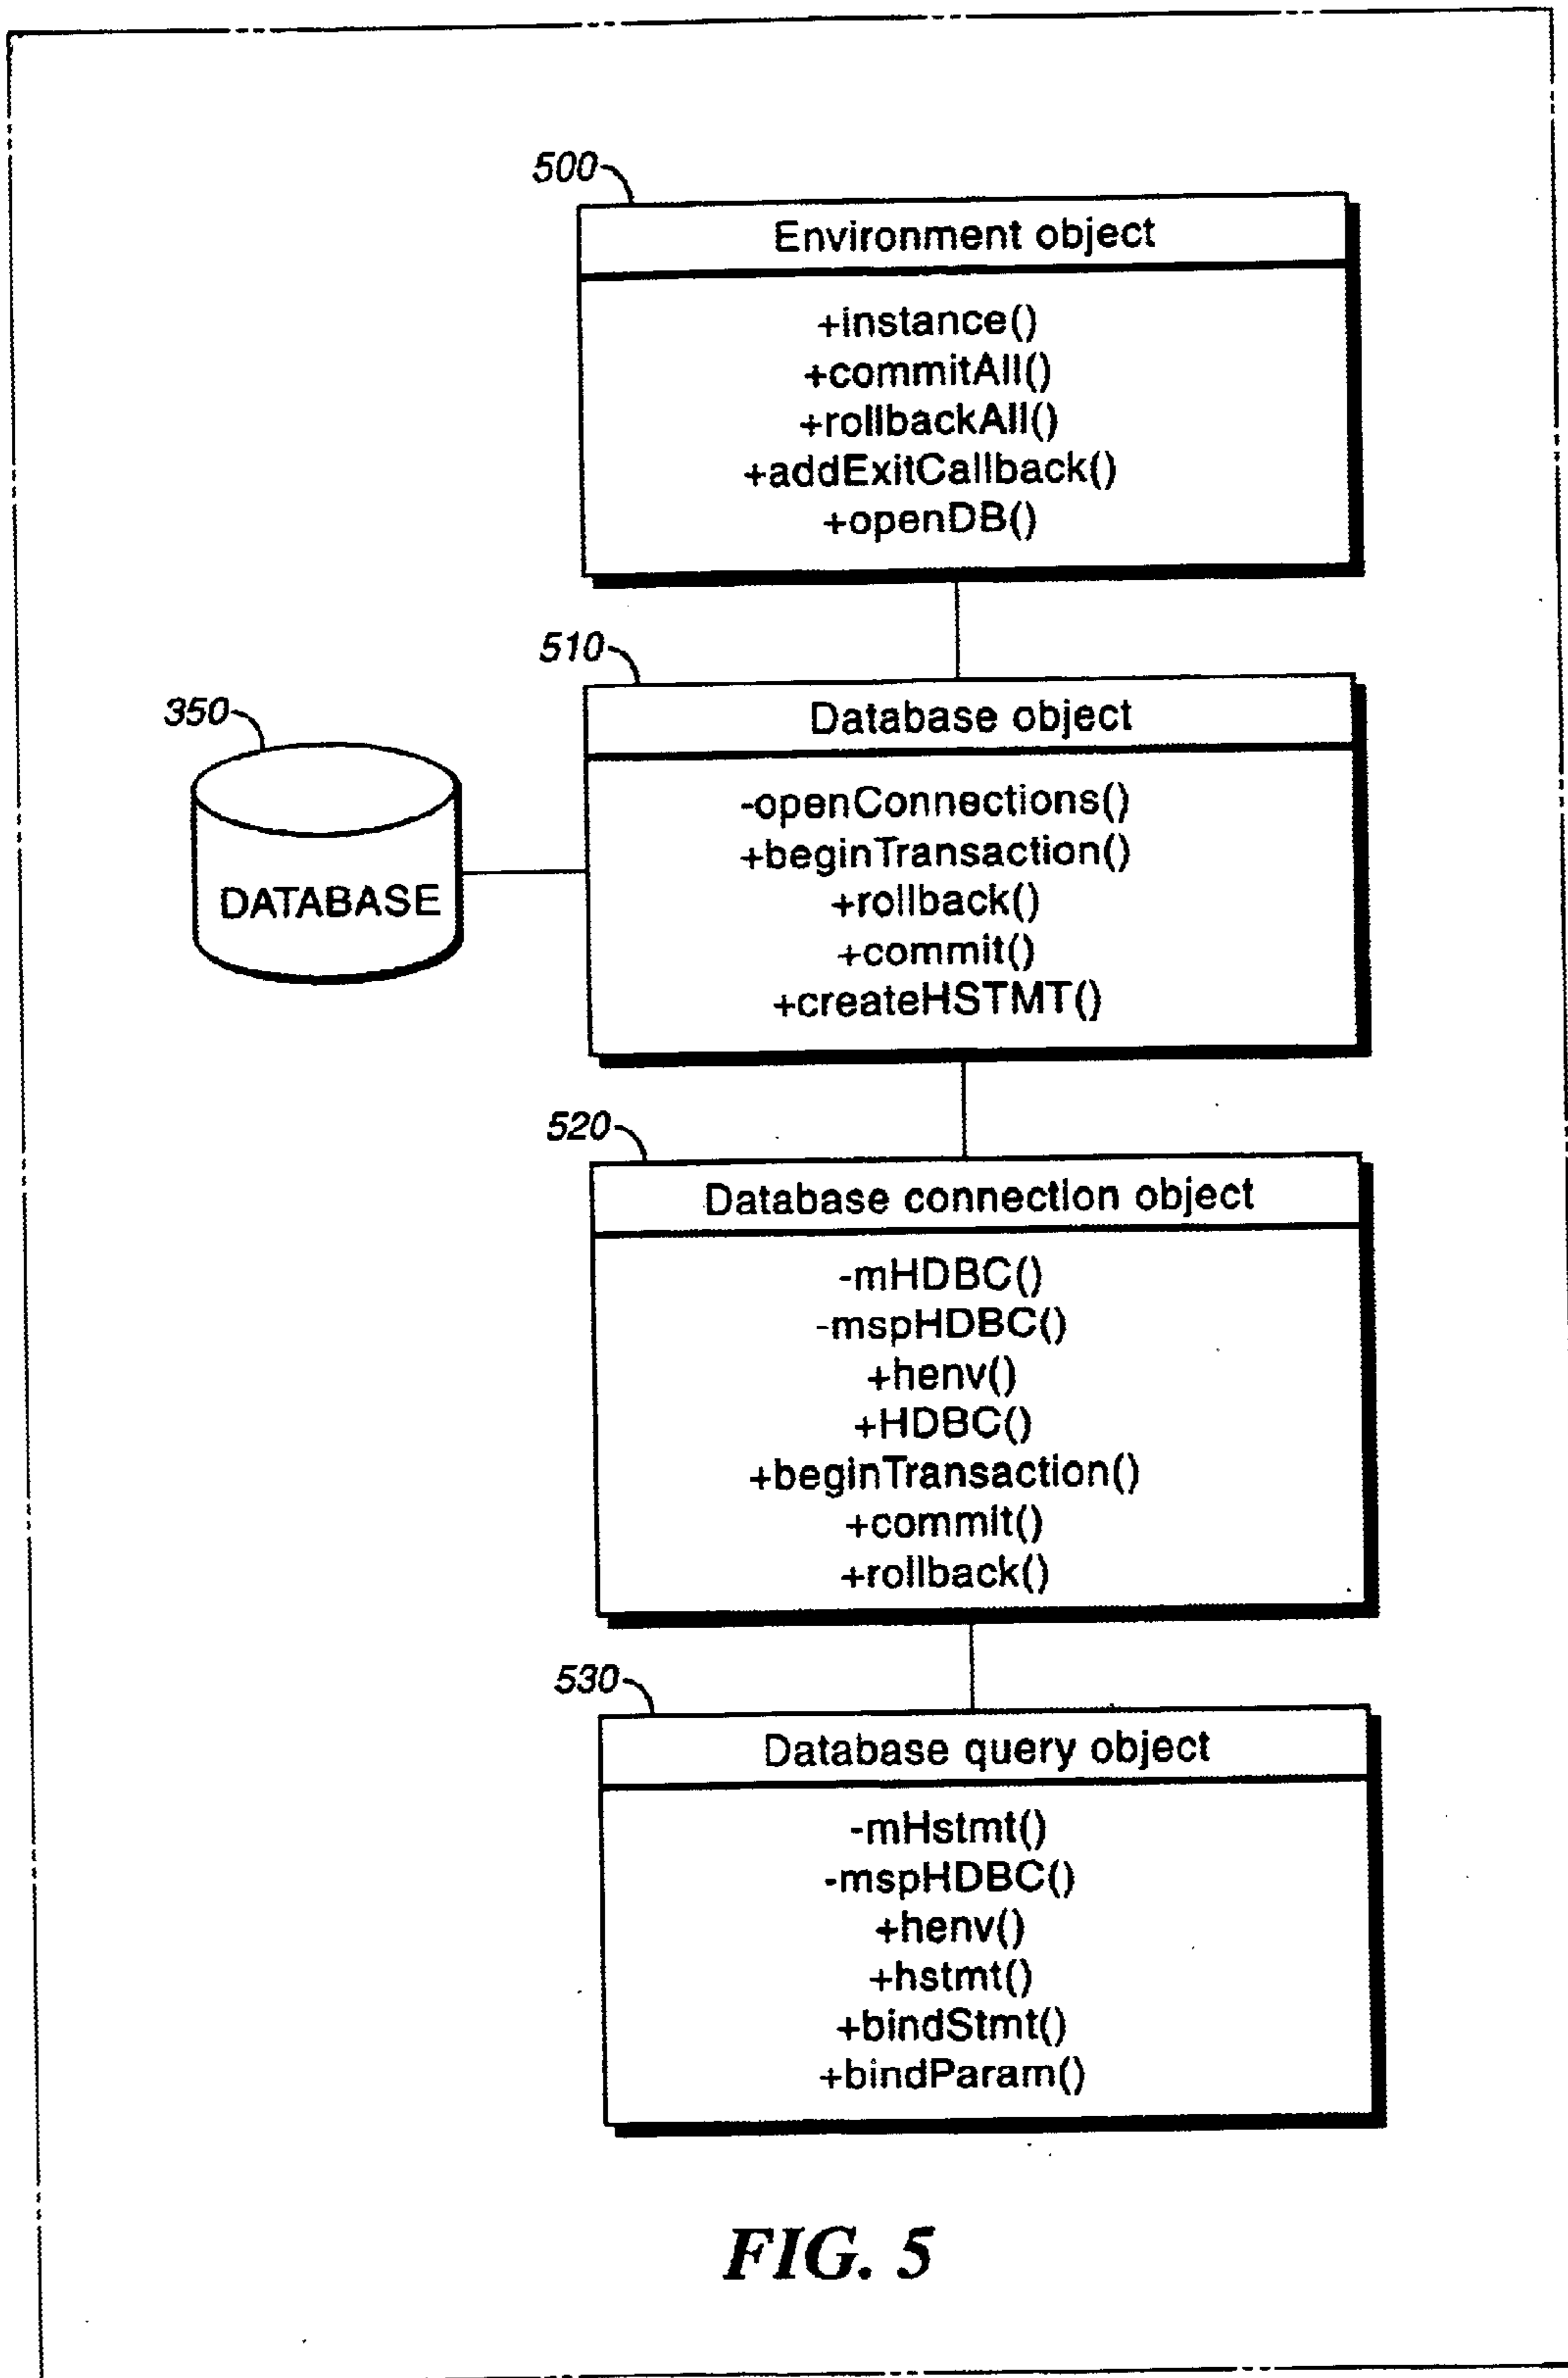 500
Environment object
+instance()
+commitAll()
+rollbackAll()
+addExitCallback()
+openDB()
510
Database object
-openConnections()
+beginTransaction()
+rollback()
+commit()
+createHSTMT()
350
DATABASE
520
Database connection object
-mHDBC()
-mspHDBC()
+henv()
+HDBC()
+beginTransaction()
+commit()
+rollback()
530
Database query object
-mHstmt()
-mspHDBC()
+henv()
+hstmt()
+bindStmt()
+bindParam()
FIG. 5